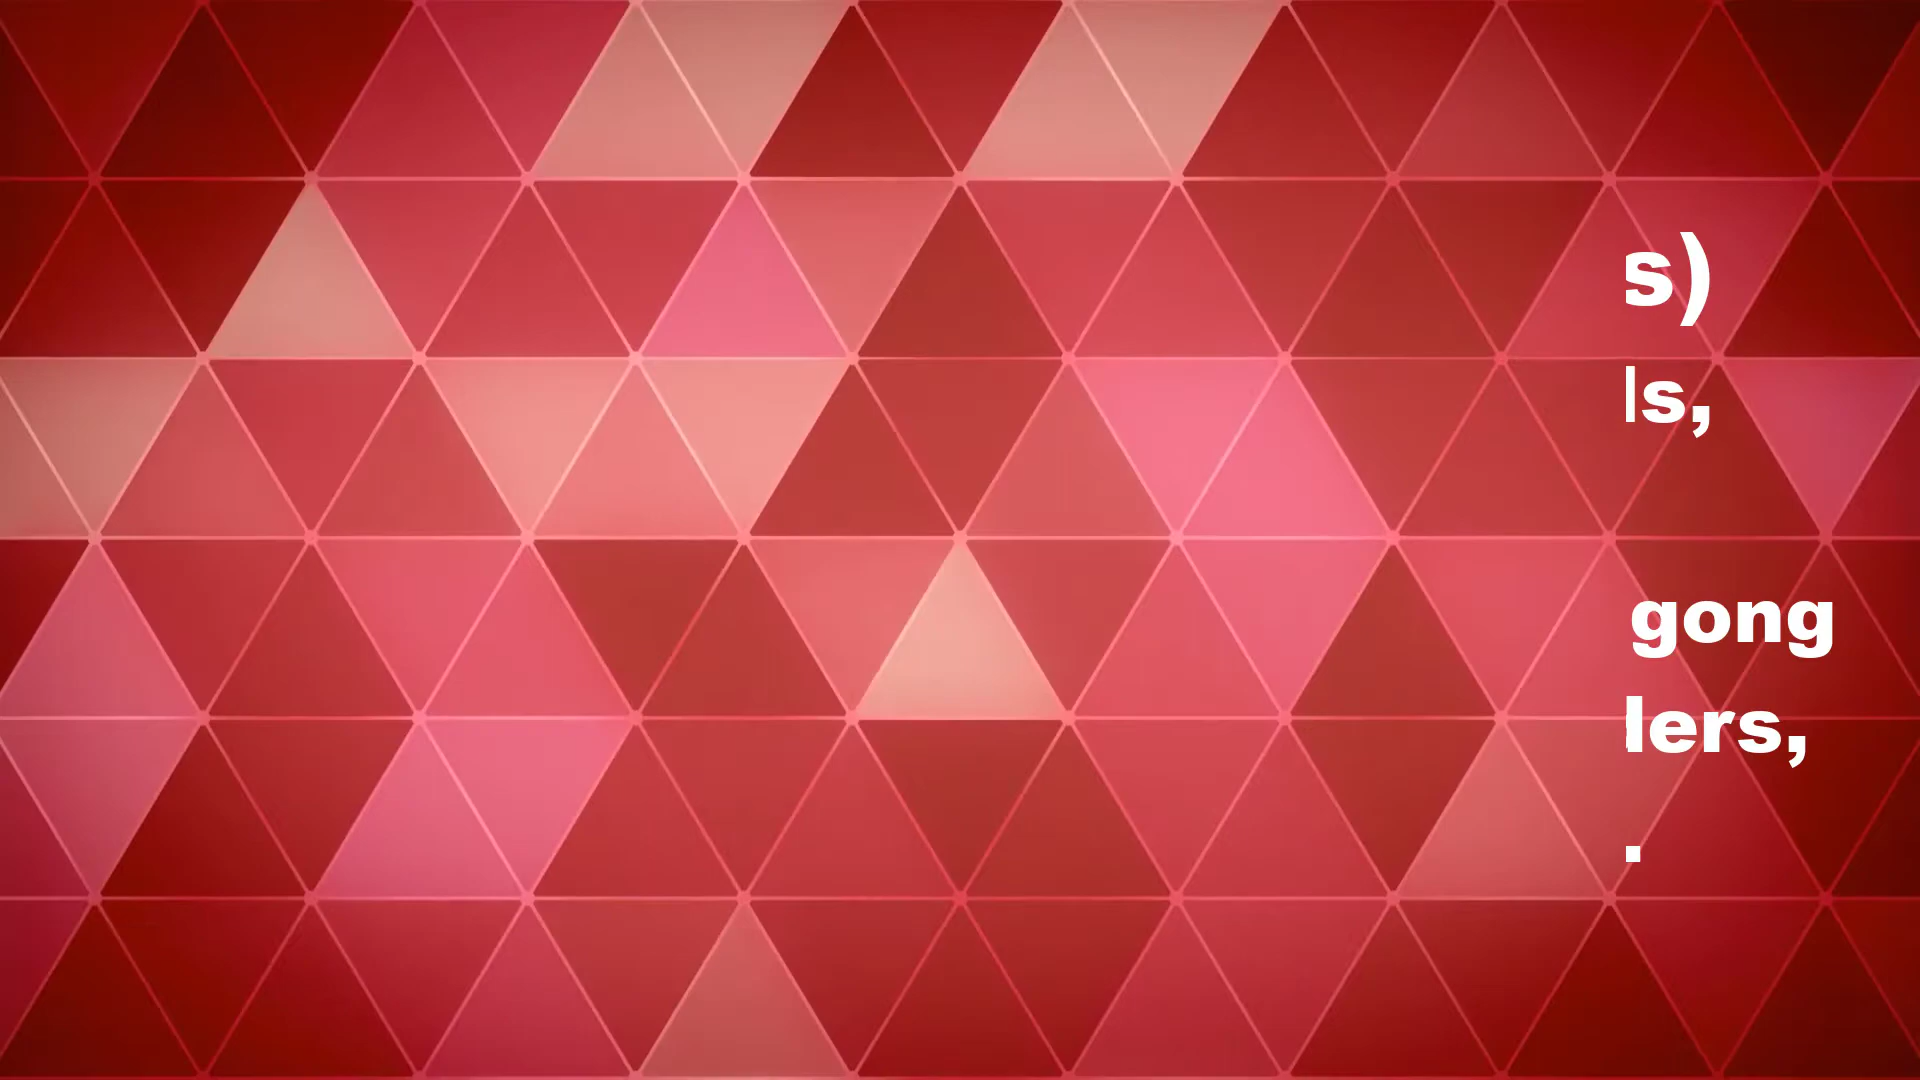 s)
ls,
gong
lers,
.